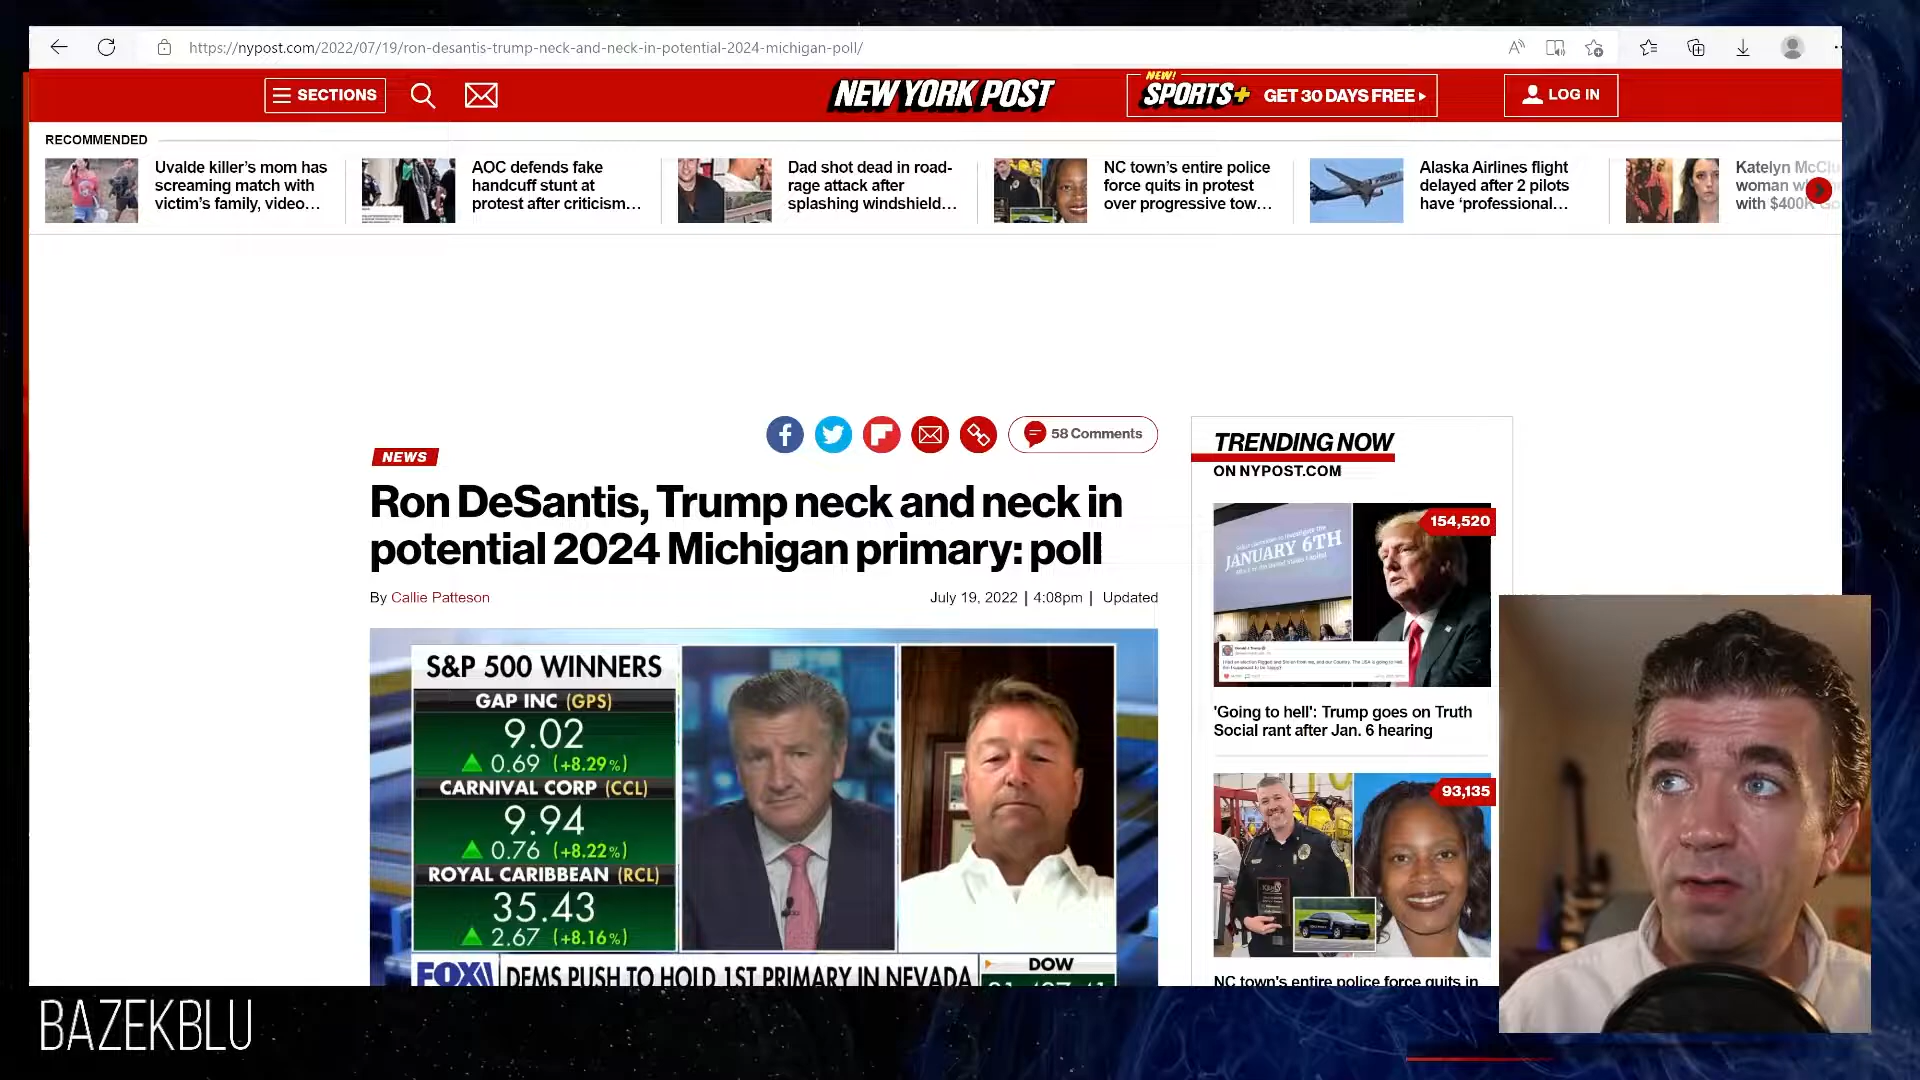 https://nypost.com/2022/07/19/ron-desantis-trump-neck-and-neck-in-potential-2024-michigan-poll/
SECTIONS
NEW YORK POST
NEW!
SPORTS+
GET 30 DAYS FREE
LOG IN
RECOMMENDED
Uvalde killer's mom has
screaming match with
victim's family, video…
AOC defends fake
handcuff stunt at
protest after criticism…
Dad shot dead in road-
rage attack after
splashing windshield…
NC town's entire police
force quits in protest
over progressive tow…
Alaska Airlines flight
delayed after 2 pilots
have 'professional…
Katelyn
woman
with $400K
58 Comments
NEWS
Ron DeSantis, Trump neck and neck in
potential 2024 Michigan primary: poll
By Callie Patteson
July 19, 2022 | 4:08pm | Updated
S&P 500 WINNERS
GAP INC (GPS)
9.02
0.69 (+8.29%)
CARNIVAL CORP (CCL)
9.94
0.76 (+8.22%)
ROYAL CARIBBEAN (RCL)
35.43
2.67 (+8.16%)
FOX
DEMS PUSH TO HOLD 1ST PRIMARY IN NEVADA
DOW
TRENDING NOW
ON NYPOST.COM
JANUARY 6TH
154,520
'Going to hell': Trump goes on Truth
Social rant after Jan. 6 hearing
93,135
NC town's entire police force quits in
BAZEKBLU